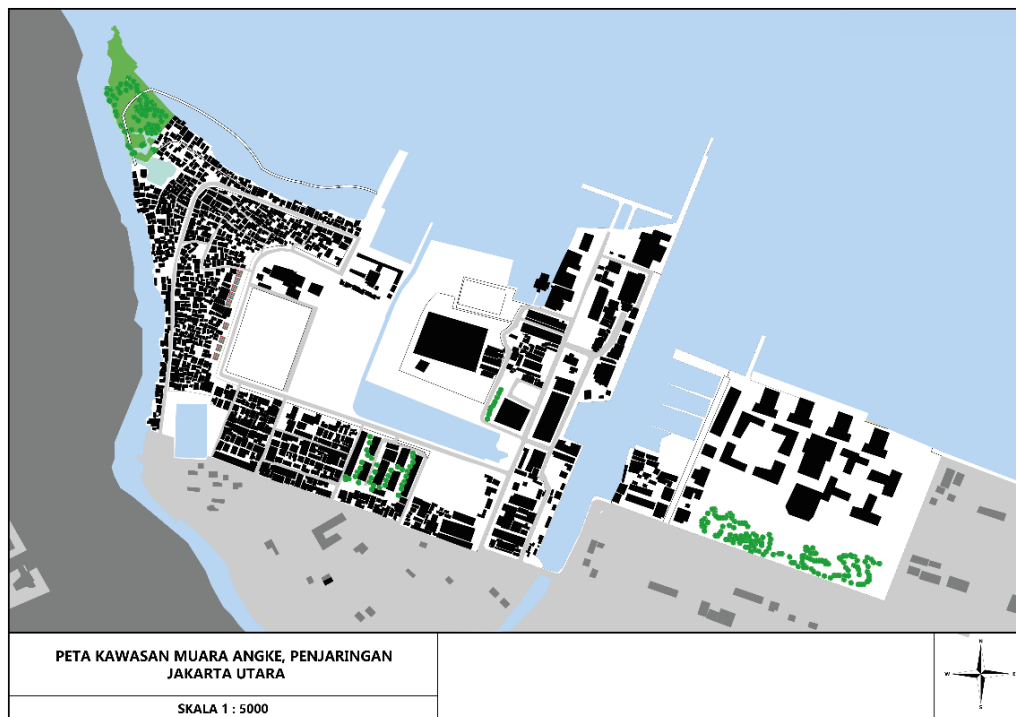 PETA KAWASAN MUARA ANGKE, PENJARINGAN
JAKARTA UTARA
SKALA 1 : 5000
N
W E
S